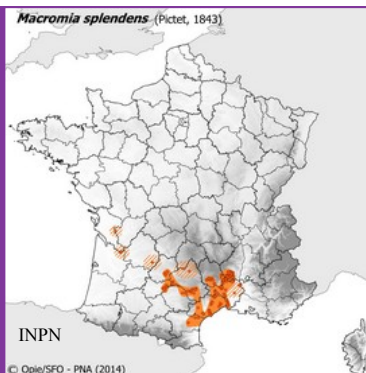 Macromia splendens (Pictet, 1843)
INPN
© Opie/SFO - PNA (2014)